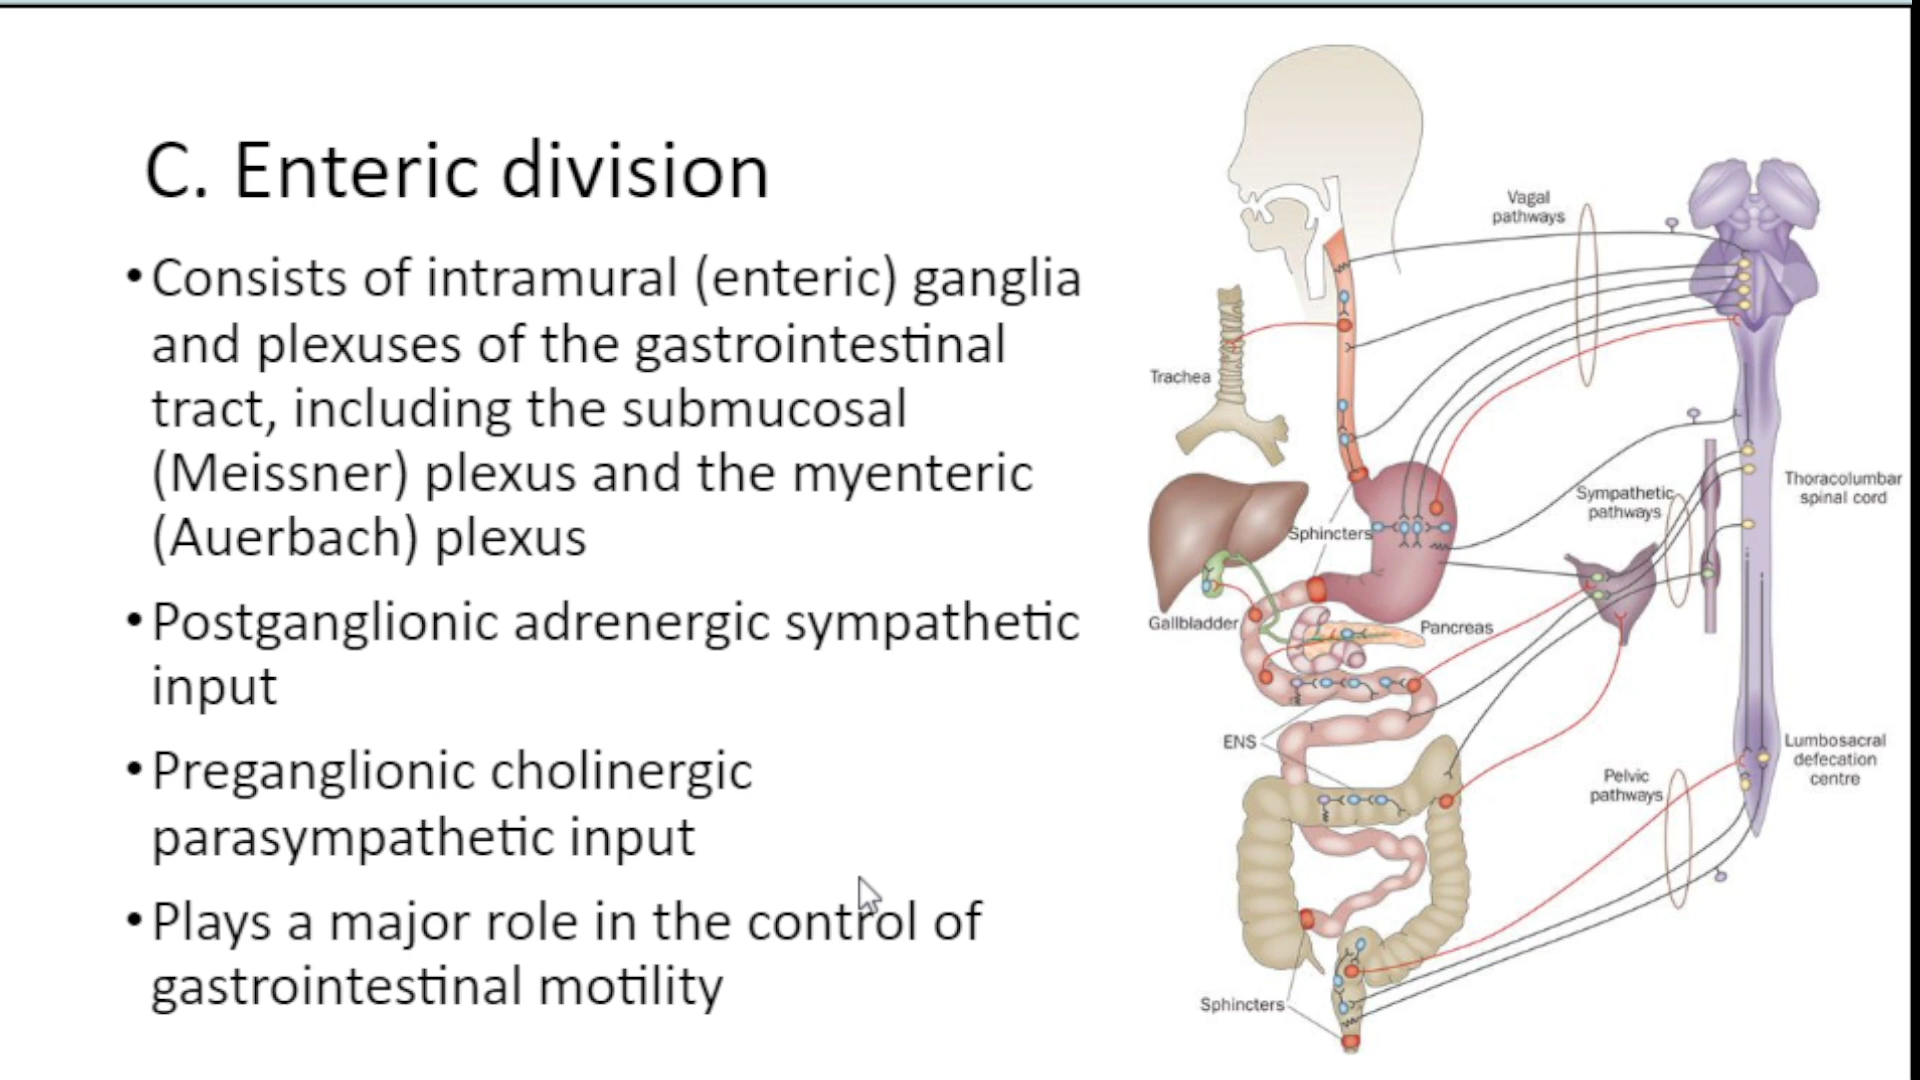 C. Enteric division
• Consists of intramural (enteric) ganglia
and plexuses of the gastrointestinal
tract, including the submucosal
(Meissner) plexus and the myenteric
(Auerbach) plexus
• Postganglionic adrenergic sympathetic
input
• Preganglionic cholinergic
parasympathetic input
• Plays a major role in the control of
gastrointestinal motility
Vagal
pathways
Trachea
Thoracolumbar
spinal cord
Sympathetic
pathways
Sphincters
Gallbladder
Pancreas
ENS
Lumbosacral
defecation
centre
Pelvic
pathways
Sphincters